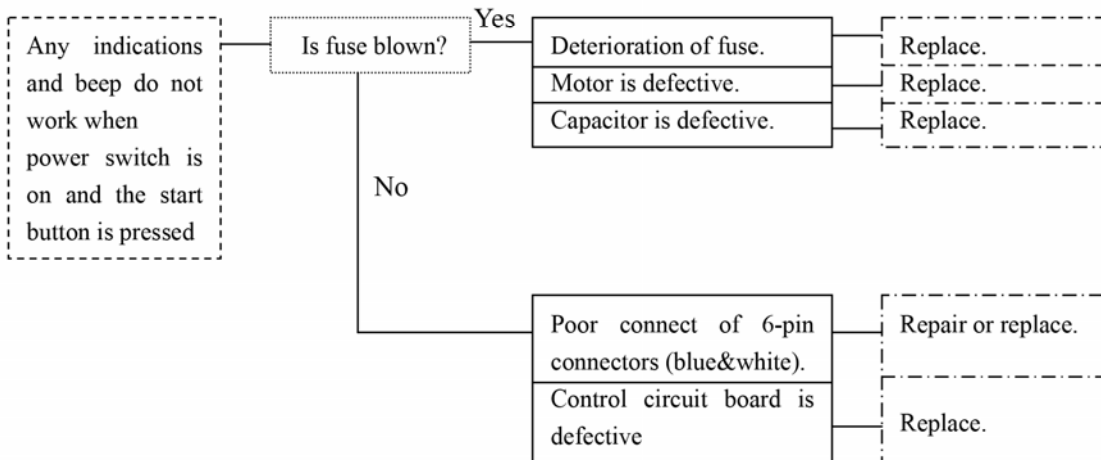 Any indications
and beep do not
work when
power switch is
on and the start
button is pressed
Is fuse blown?
Yes
Deterioration of fuse.
Replace.
Motor is defective.
Replace.
Capacitor is defective.
Replace.
No
Poor connect of 6-pin
connectors (blue&white).
Repair or replace.
Control circuit board is
defective
Replace.